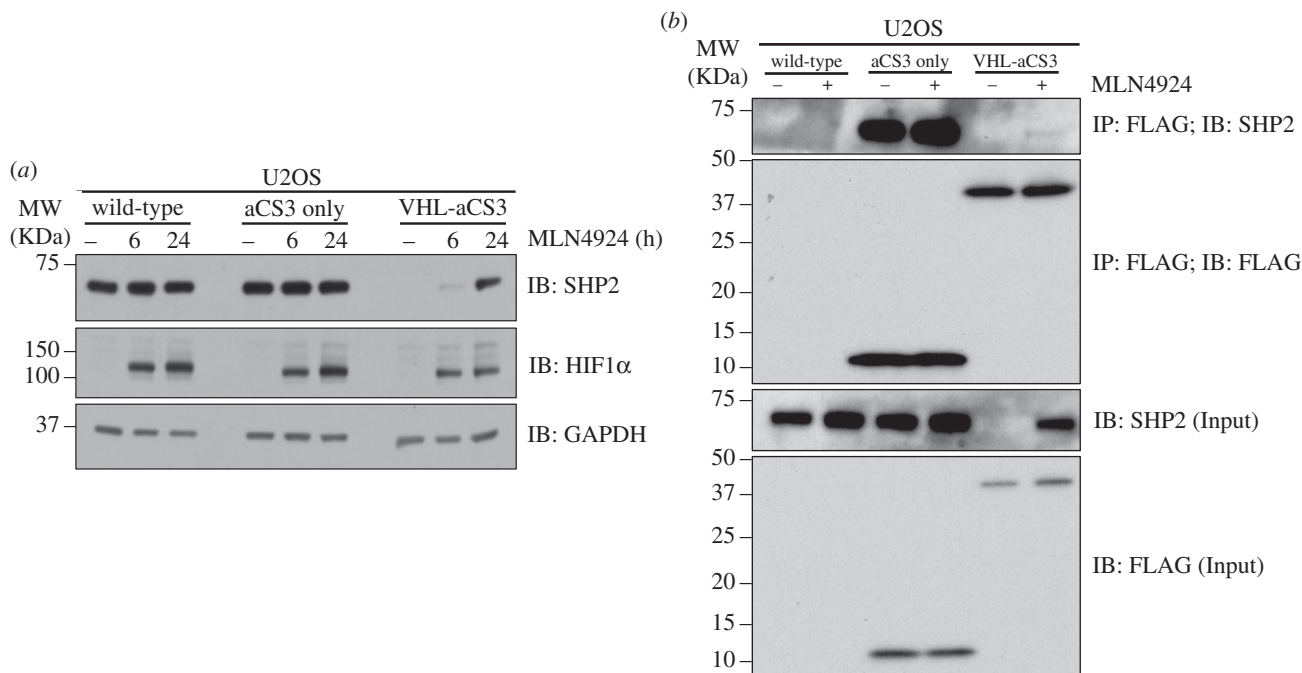 (a)
U2OS
MW
(KDa)
wild-type aCS3 only VHL-aCS3
– 6 24 – 6 24 – 6 24 MLN4924 (h)
75
IB: SHP2
150
100
IB: HIF1α
37
IB: GAPDH
(b)
U2OS
MW
(KDa)
wild-type aCS3 only VHL-aCS3
– + – + – + MLN4924
75
50
IP: FLAG; IB: SHP2
37
25
20
15
10
IP: FLAG; IB: FLAG
75
50
IB: SHP2 (Input)
37
25
20
15
10
IB: FLAG (Input)